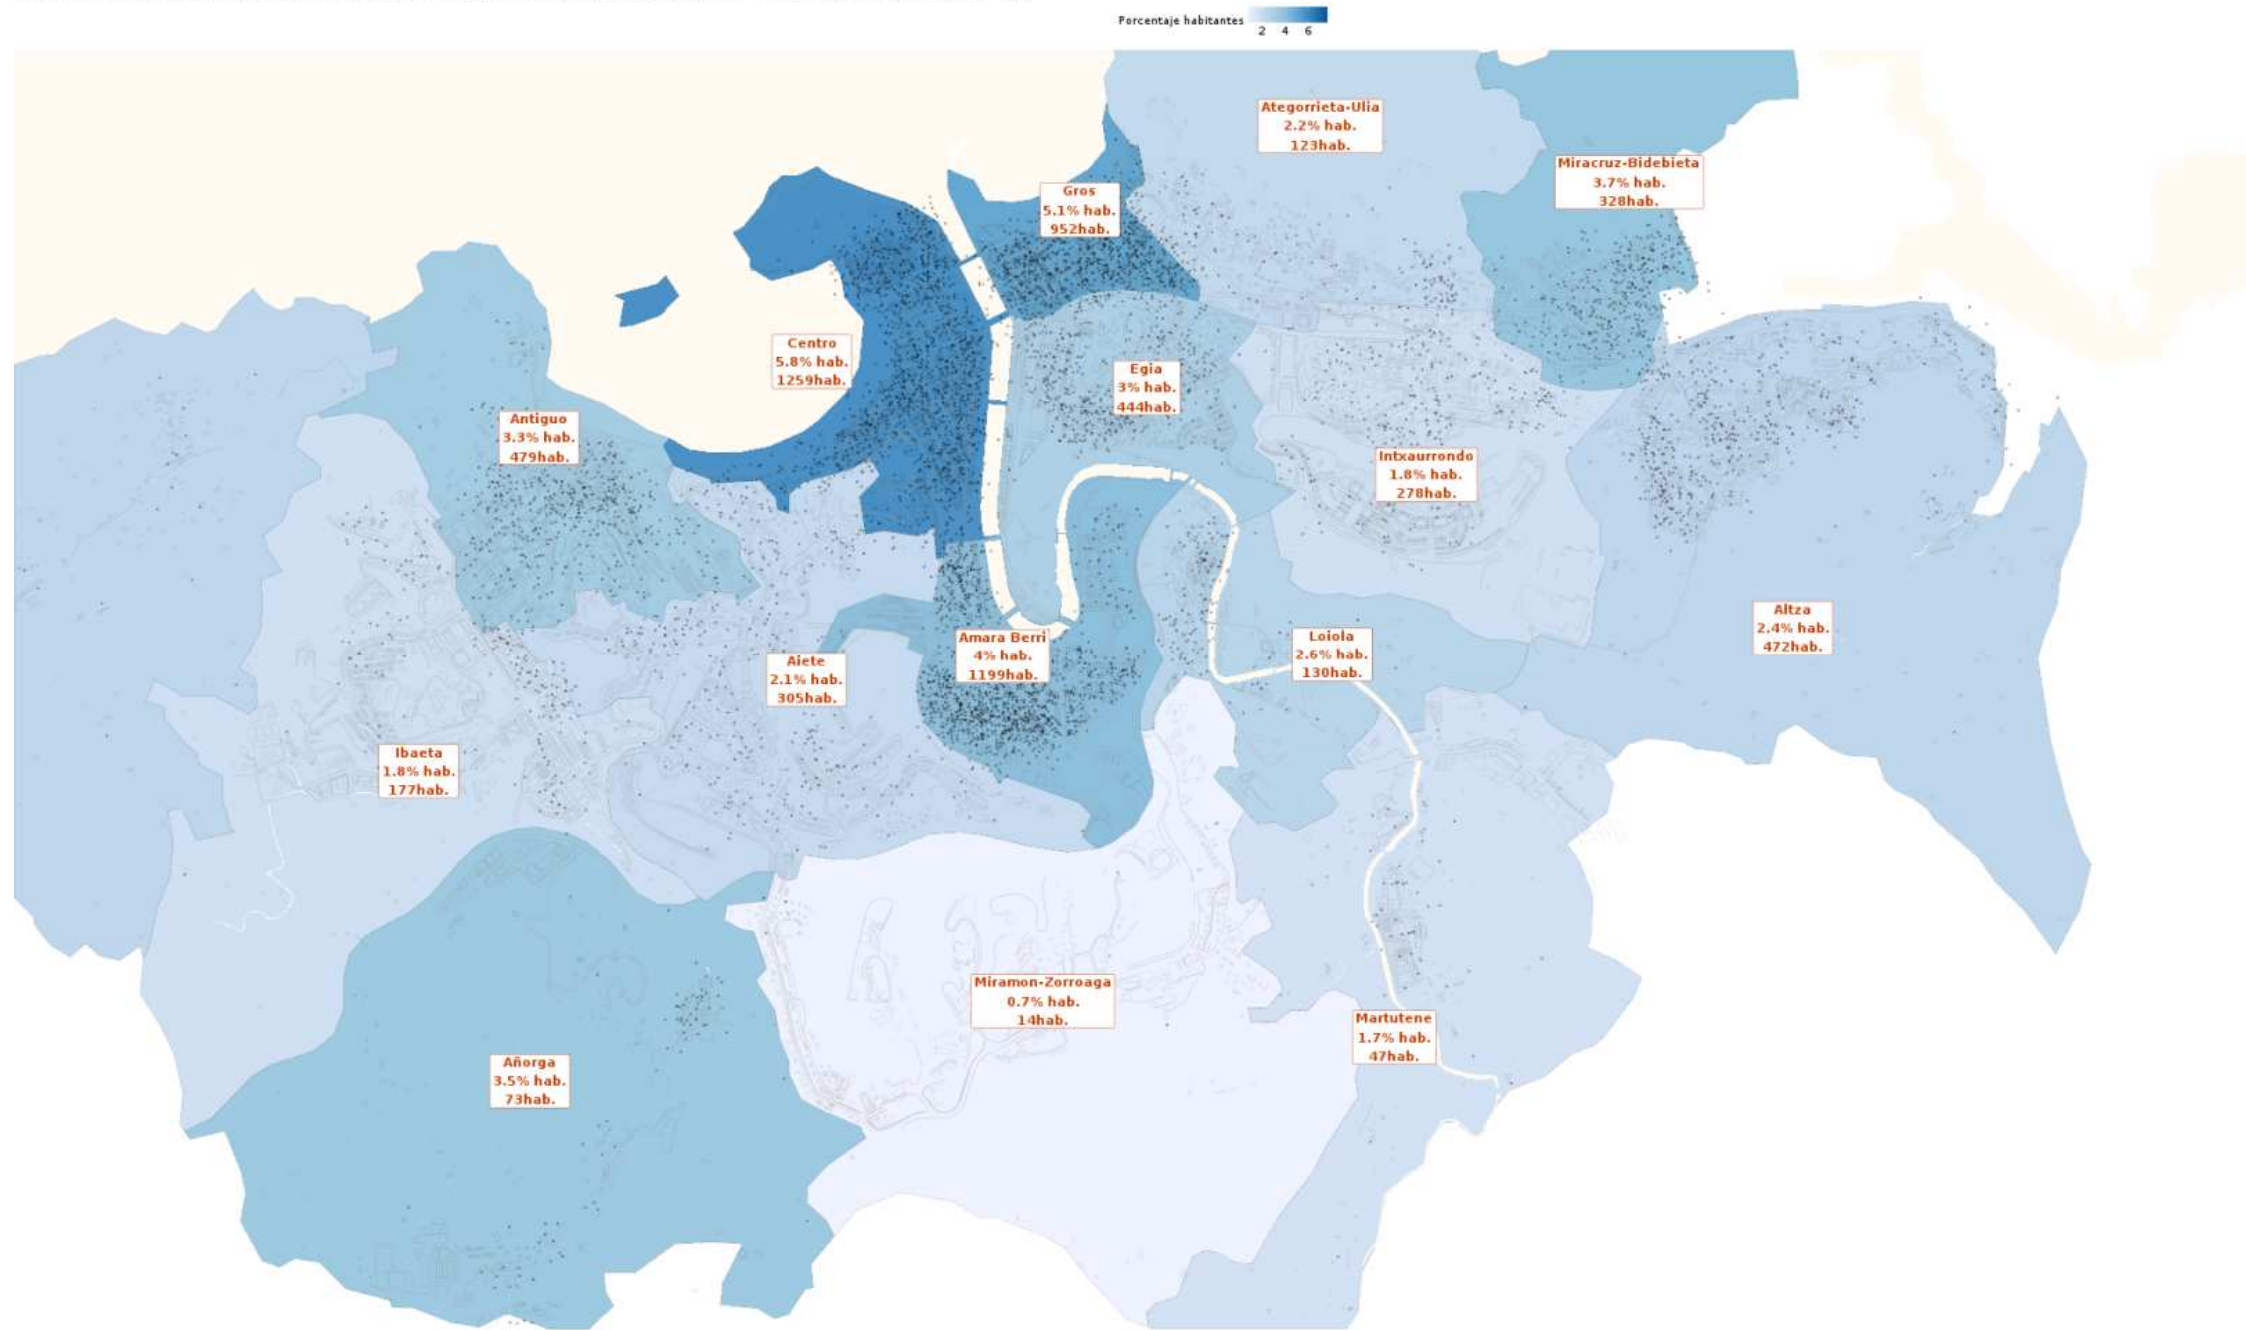 Porcentaje habitantes
2 4 6
Ategorrieta-Ulia
2.2% hab.
123hab.
Miracruz-Bidebieta
3.7% hab.
328hab.
Gros
5.1% hab.
952hab.
Centro
5.8% hab.
1259hab.
Egia
3% hab.
444hab.
Antiguo
3.3% hab.
479hab.
Intxaurrondo
1.8% hab.
278hab.
Altza
2.4% hab.
472hab.
Amara Berri
4% hab.
1199hab.
Loiola
2.6% hab.
130hab.
Aiete
2.1% hab.
305hab.
Ibaeta
1.8% hab.
177hab.
Miramon-Zorroaga
0.7% hab.
14hab.
Martutene
1.7% hab.
47hab.
Añorga
3.5% hab.
73hab.